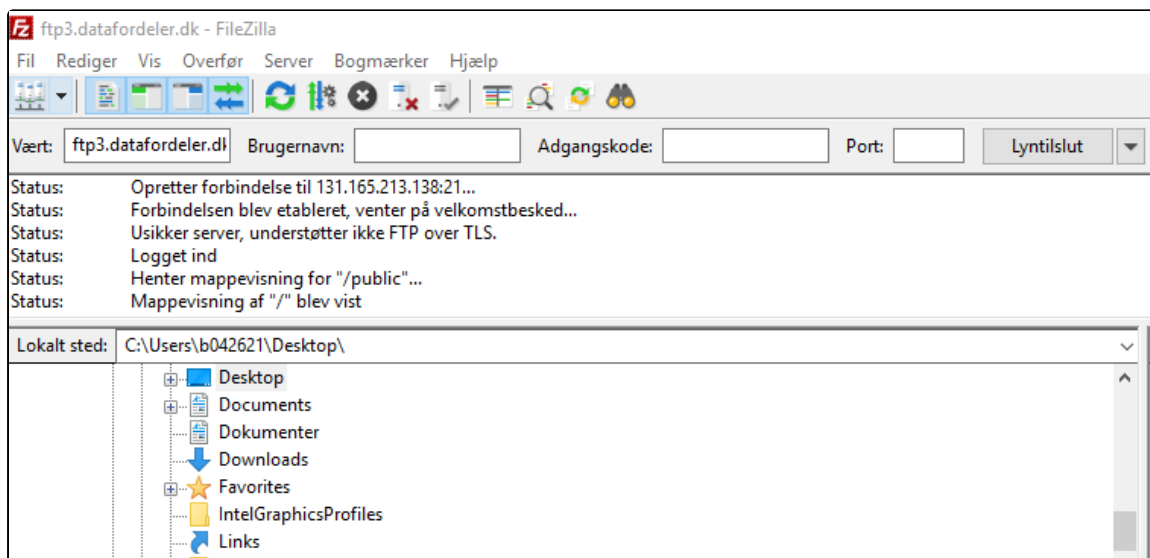 ftp3.datafordeler.dk - FileZilla
Fil Rediger Vis Overfør Server Bogmærker Hjælp
Vært: ftp3.datafordeler.dk Brugernavn: Adgangskode: Port: Lyntilslut
Status: Opretter forbindelse til 131.165.213.138:21...
Status: Forbindelsen blev etableret, venter på velkomstbesked...
Status: Usikker server, understøtter ikke FTP over TLS.
Status: Logget ind
Status: Henter mappevisning for "/public"...
Status: Mappevisning af "/" blev vist
Lokalt sted: C:\Users\b042621\Desktop\
Desktop
Documents
Dokumenter
Downloads
Favorites
IntelGraphicsProfiles
Links